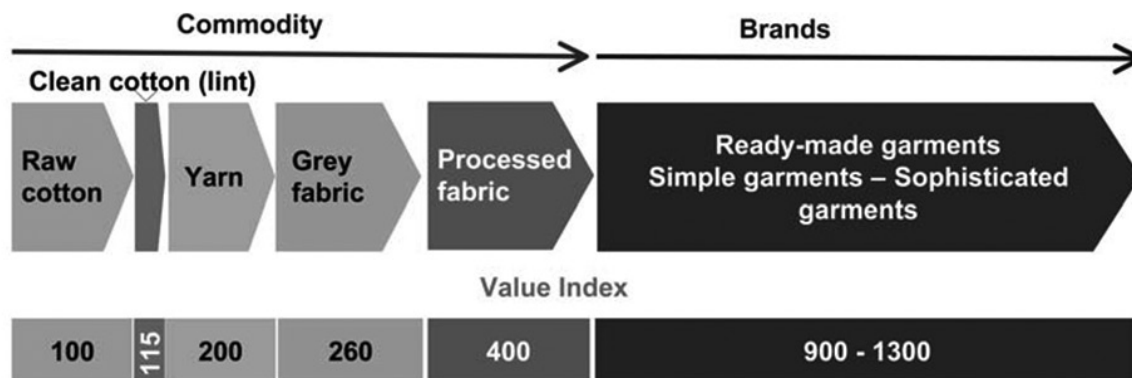 Commodity
Brands
Clean cotton (lint)
Raw
cotton
Yarn
Grey
fabric
Processed
fabric
Ready-made garments
Simple garments – Sophisticated
garments
Value Index
100
115
200
260
400
900 - 1300